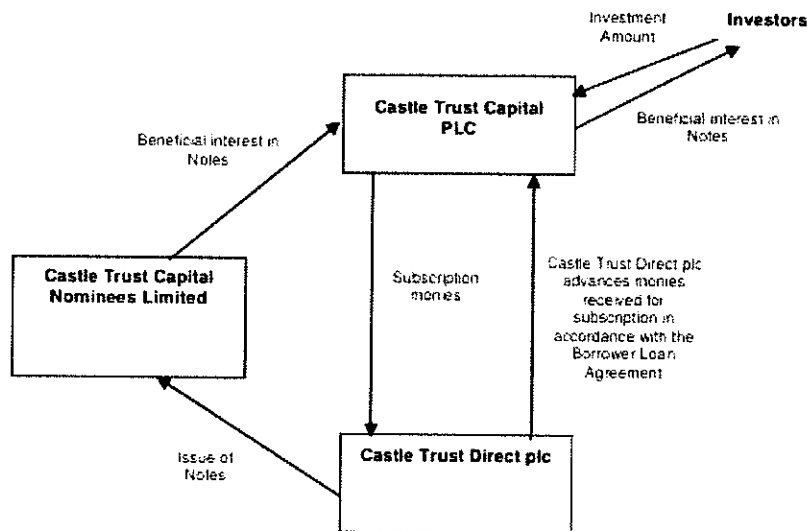 Investment
Amount
Investors
Castle Trust Capital
PLC
Beneficial interest in
Notes
Beneficial interest in
Notes
Castle Trust Capital
Nominees Limited
Subscription
monies
Castle Trust Direct plc
advances monies
received for
subscription in
accordance with the
Borrower Loan
Agreement
Issue of
Notes
Castle Trust Direct plc